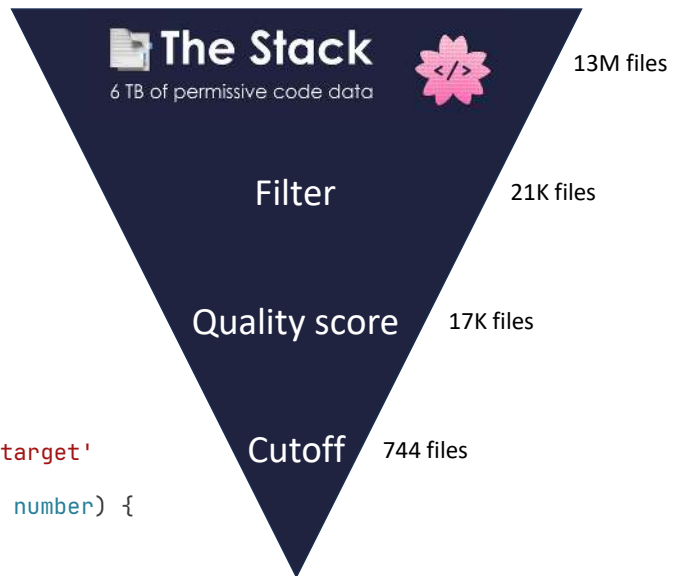 The Stack
6 TB of permissive code data
</>
13M files
Filter
21K files
Quality score
17K files
target'
Cutoff
744 files
number) {